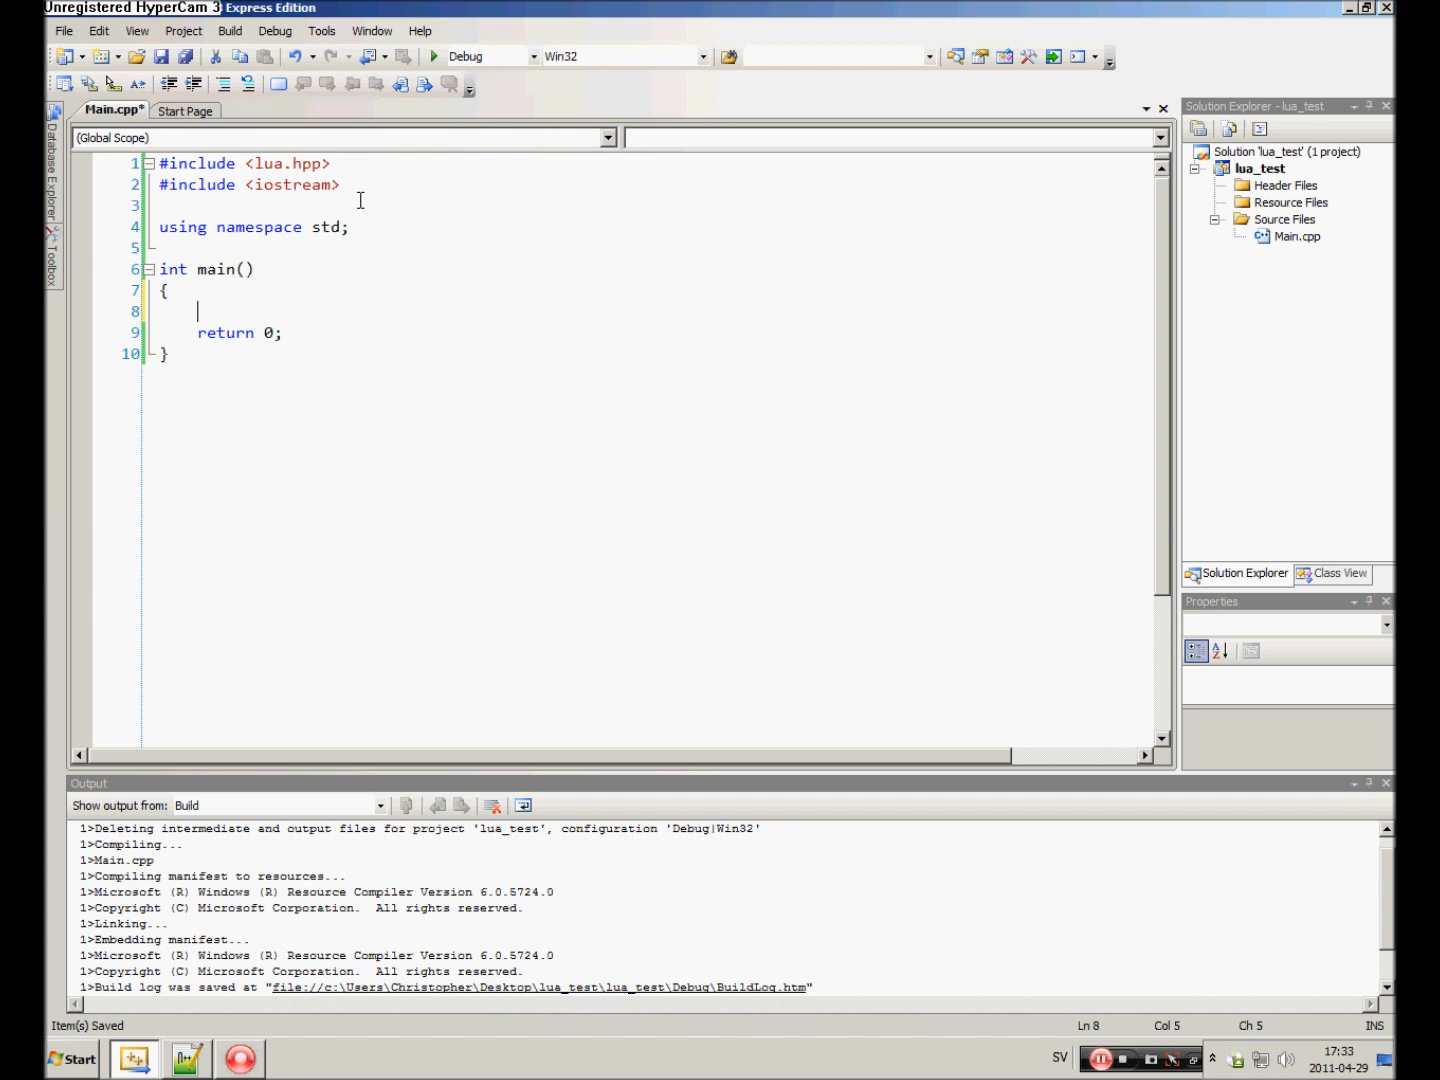 Unregistered HyperCam 3 Express Edition
File Edit View Project Build Debug Tools Window Help
Debug Win32
Main.cpp* Start Page
(Global Scope)
1 #include <lua.hpp>
2 #include <iostream>
3
4 using namespace std;
5
6 int main()
7 {
8
9 return 0;
10 }
Database Explorer
Toolbox
Solution Explorer - lua_test
Solution 'lua_test' (1 project)
lua_test
Header Files
Resource Files
Source Files
Main.cpp
Solution Explorer Class View
Properties
Output
Show output from: Build
1>Deleting intermediate and output files for project 'lua_test', configuration 'Debug|Win32'
1>Compiling...
1>Main.cpp
1>Compiling manifest to resources...
1>Microsoft (R) Windows (R) Resource Compiler Version 6.0.5724.0
1>Copyright (C) Microsoft Corporation. All rights reserved.
1>Linking...
1>Embedding manifest...
1>Microsoft (R) Windows (R) Resource Compiler Version 6.0.5724.0
1>Copyright (C) Microsoft Corporation. All rights reserved.
1>Build log was saved at "file://c:\Users\Christopher\Desktop\lua_test\lua_test\Debug\BuildLog.htm"
Item(s) Saved Ln 8 Col 5 Ch 5 INS
Start SV 17:33
2011-04-29